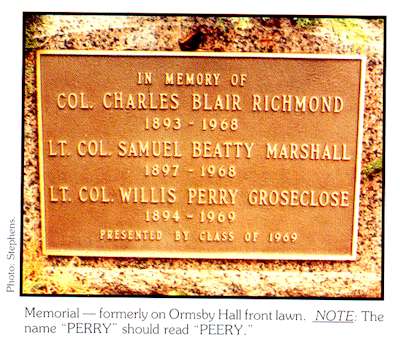 IN MEMORY OF
COL. CHARLES BLAIR RICHMOND
1893 - 1968
LT. COL. SAMUEL BEATTY MARSHALL
1897 - 1968
LT. COL. WILLIS PERRY GROSECLOSE
1894 - 1969
PRESENTED BY CLASS OF 1969
Photo: Stephens.
Memorial — formerly on Ormsby Hall front lawn. NOTE: The
name "PERRY" should read "PEERY."